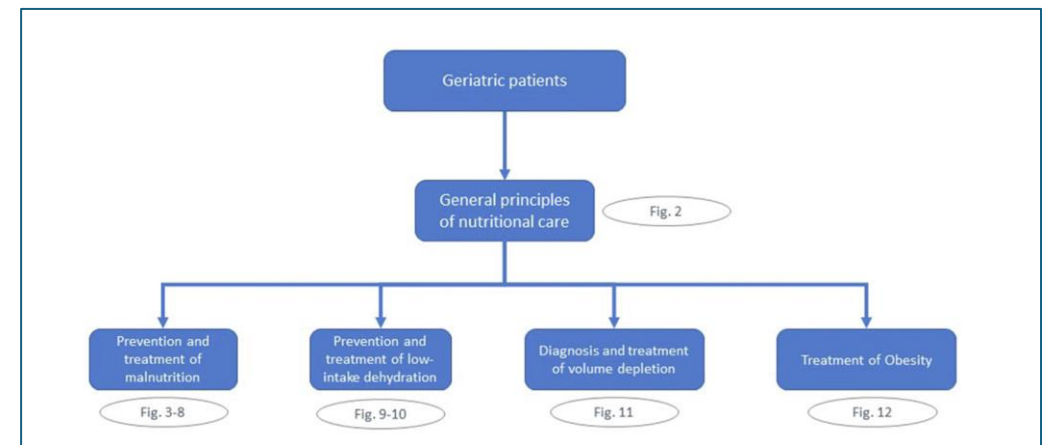 Geriatric patients
General principles
of nutritional care
Fig. 2
Prevention and
treatment of
malnutrition
Prevention and
treatment of low-
intake dehydration
Diagnosis and treatment
of volume depletion
Treatment of Obesity
Fig. 3-8
Fig. 9-10
Fig. 11
Fig. 12